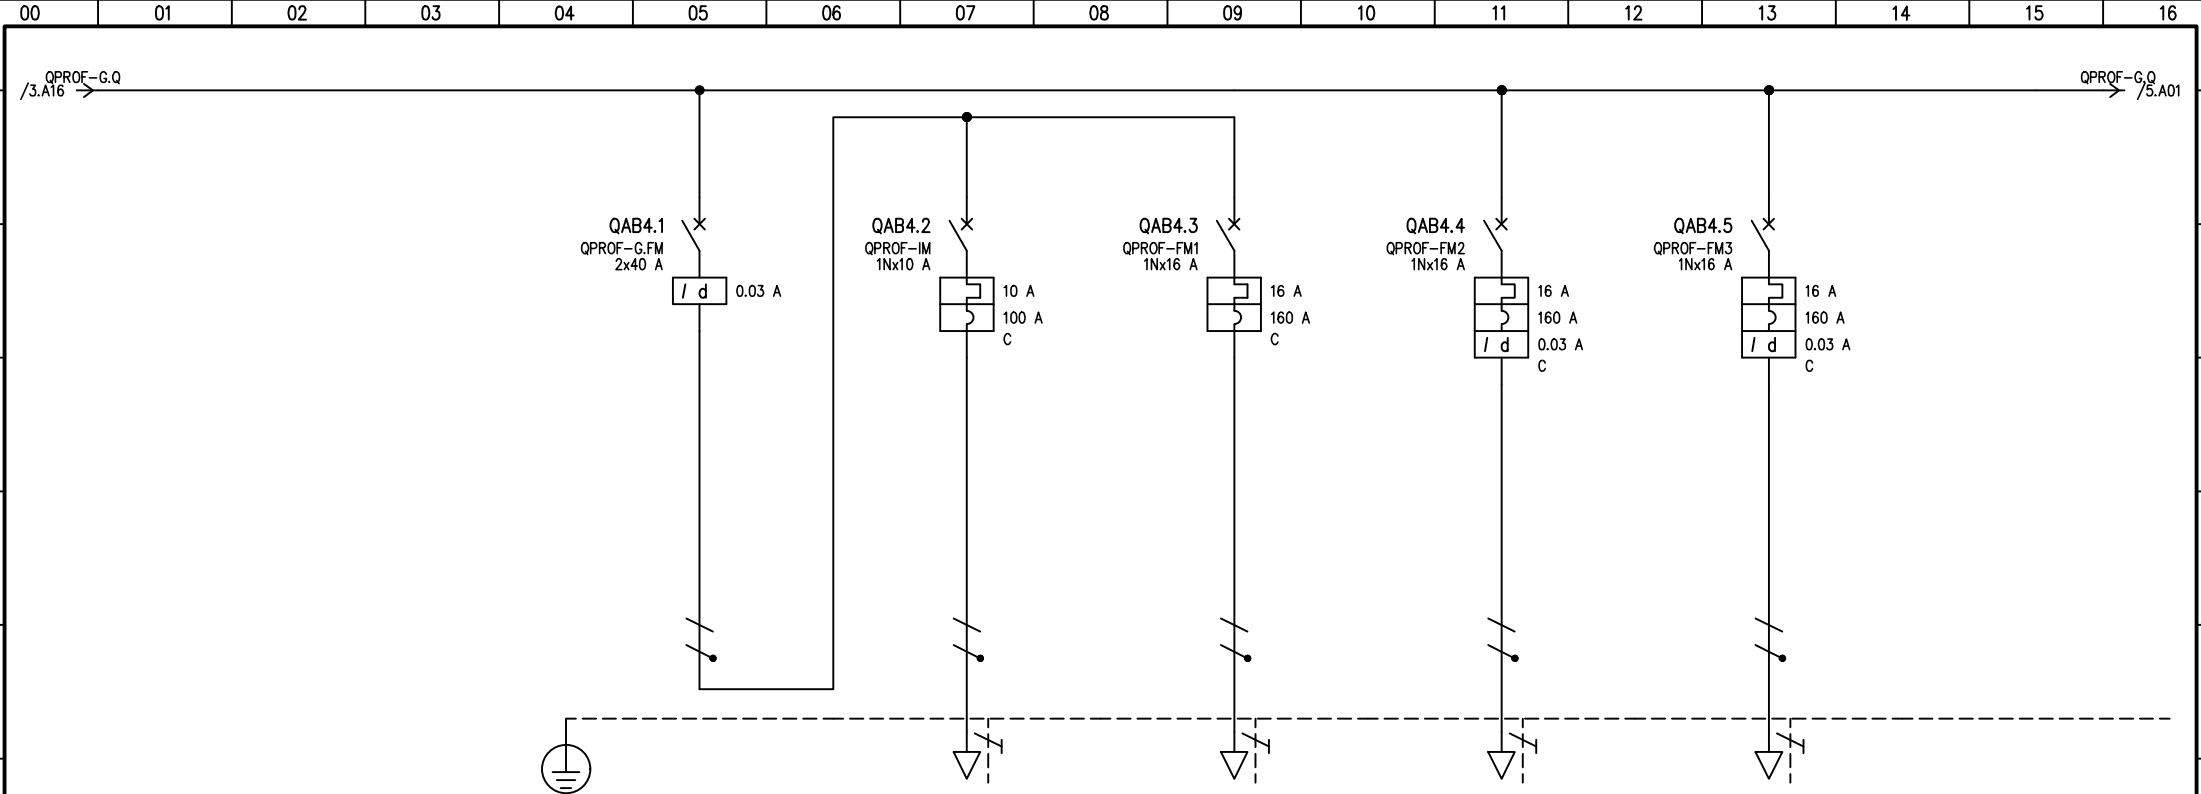 00 01 02 03 04 05 06 07 08 09 10 11 12 13 14 15 16
QPROF-G.Q
/3.A16
QPROF-G.Q
/5.A01
QAB4.1
QPROF-G.FM
2x40 A
I d 0.03 A
QAB4.2
QPROF-IM
1Nx10 A
10 A
100 A
C
QAB4.3
QPROF-FM1
1Nx16 A
16 A
160 A
C
QAB4.4
QPROF-FM2
1Nx16 A
16 A
160 A
I d 0.03 A
C
QAB4.5
QPROF-FM3
1Nx16 A
16 A
160 A
I d 0.03 A
C